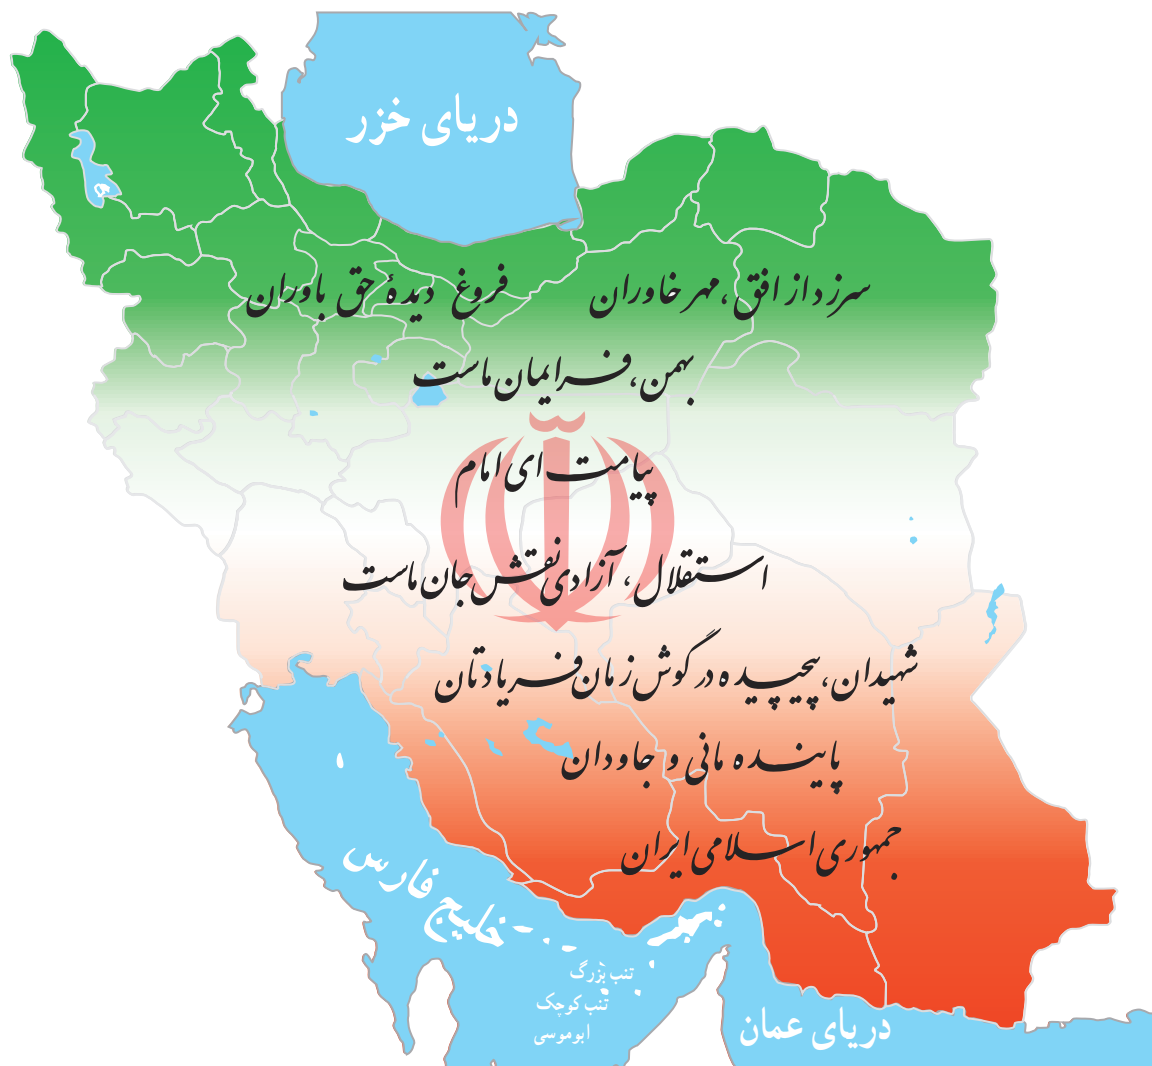 دریای خزر
سرزد از افق، مهر خاوران
فروغ دیدهٔ حق باوران
بهمن، فر ایمان ماست
پیامت ای امام
استقلال، آزادی نقش جان ماست
شهیدان، پیچیده در گوش زمان فریادتان
پاینده مانی و جاودان
جمهوری اسلامی ایران
خلیج فارس
تنب بزرگ
تنب کوچک
ابوموسی
دریای عمان